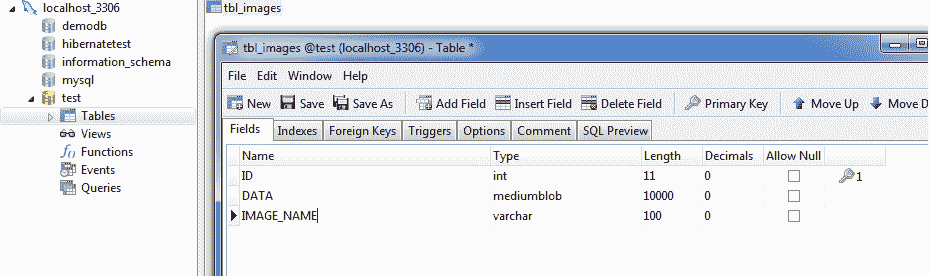 localhost_3306
demodb
hibernatetest
information_schema
mysql
test
Tables
Views
Functions
Events
Queries
tbl_images
tbl_images @test (localhost_3306) - Table *
File Edit Window Help
New Save Save As Add Field Insert Field Delete Field Primary Key Move Up Move D
Fields Indexes Foreign Keys Triggers Options Comment SQL Preview
Name Type Length Decimals Allow Null
ID int 11 0 1
DATA mediumblob 10000 0
IMAGE_NAME varchar 100 0